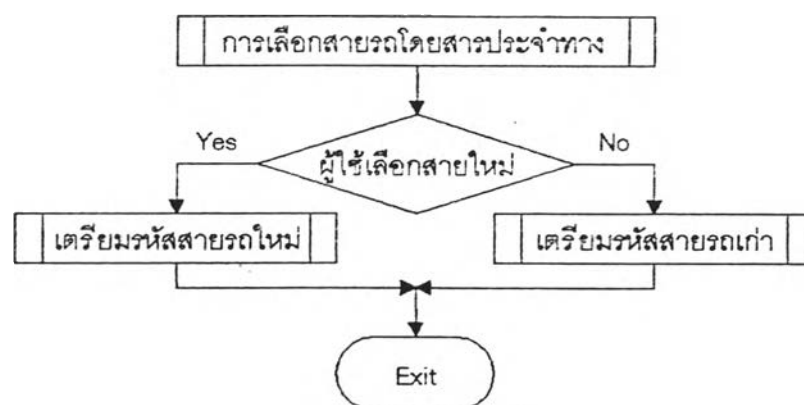 การเลือกสายรถโดยสารประจำทาง
Yes
ผู้ใช้เลือกสายใหม่
No
เตรียมรหัสสายรถใหม่
เตรียมรหัสสายรถเก่า
Exit